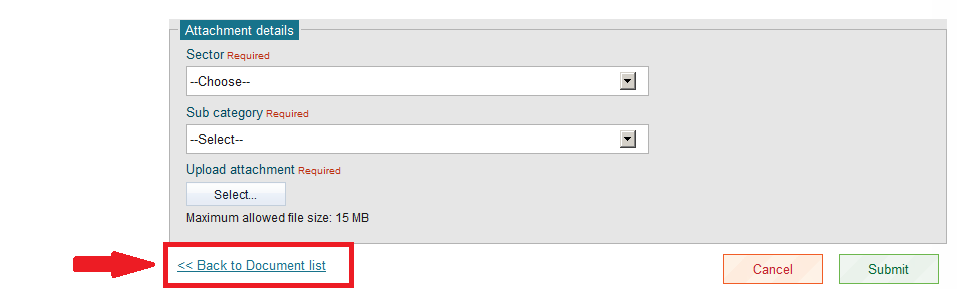 Attachment details
Sector Required
--Choose--
Sub category Required
--Select--
Upload attachment Required
Select...
Maximum allowed file size: 15 MB
<< Back to Document list
Cancel
Submit